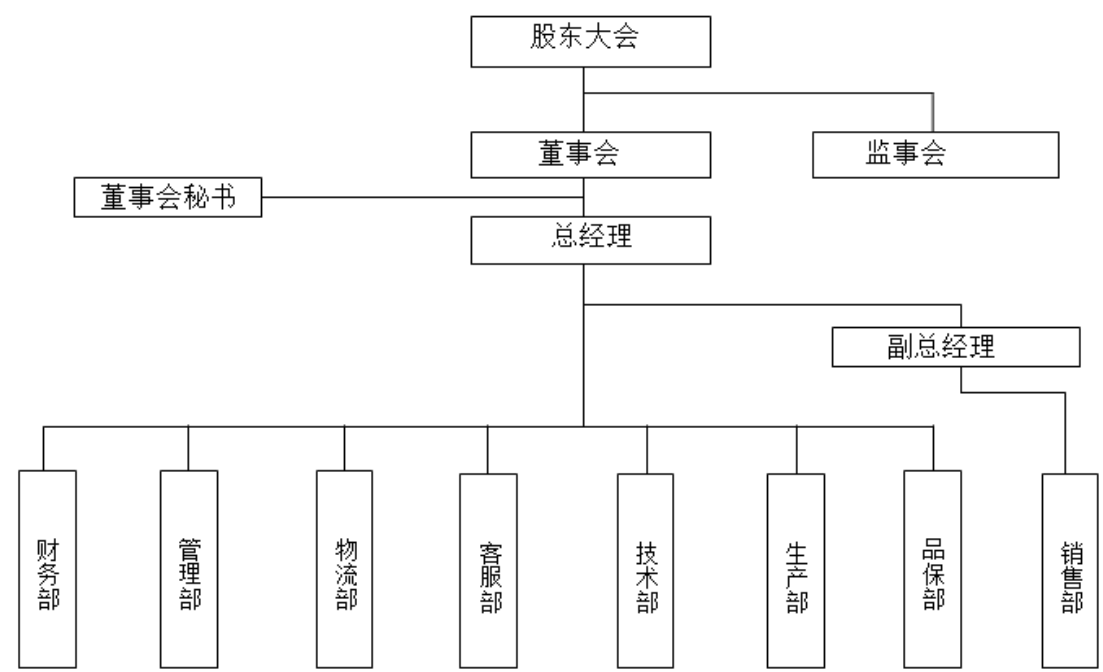 股东大会
董事会
监事会
董事会秘书
总经理
副总经理
财务部
管理部
物流部
客服部
技术部
生产部
品保部
销售部